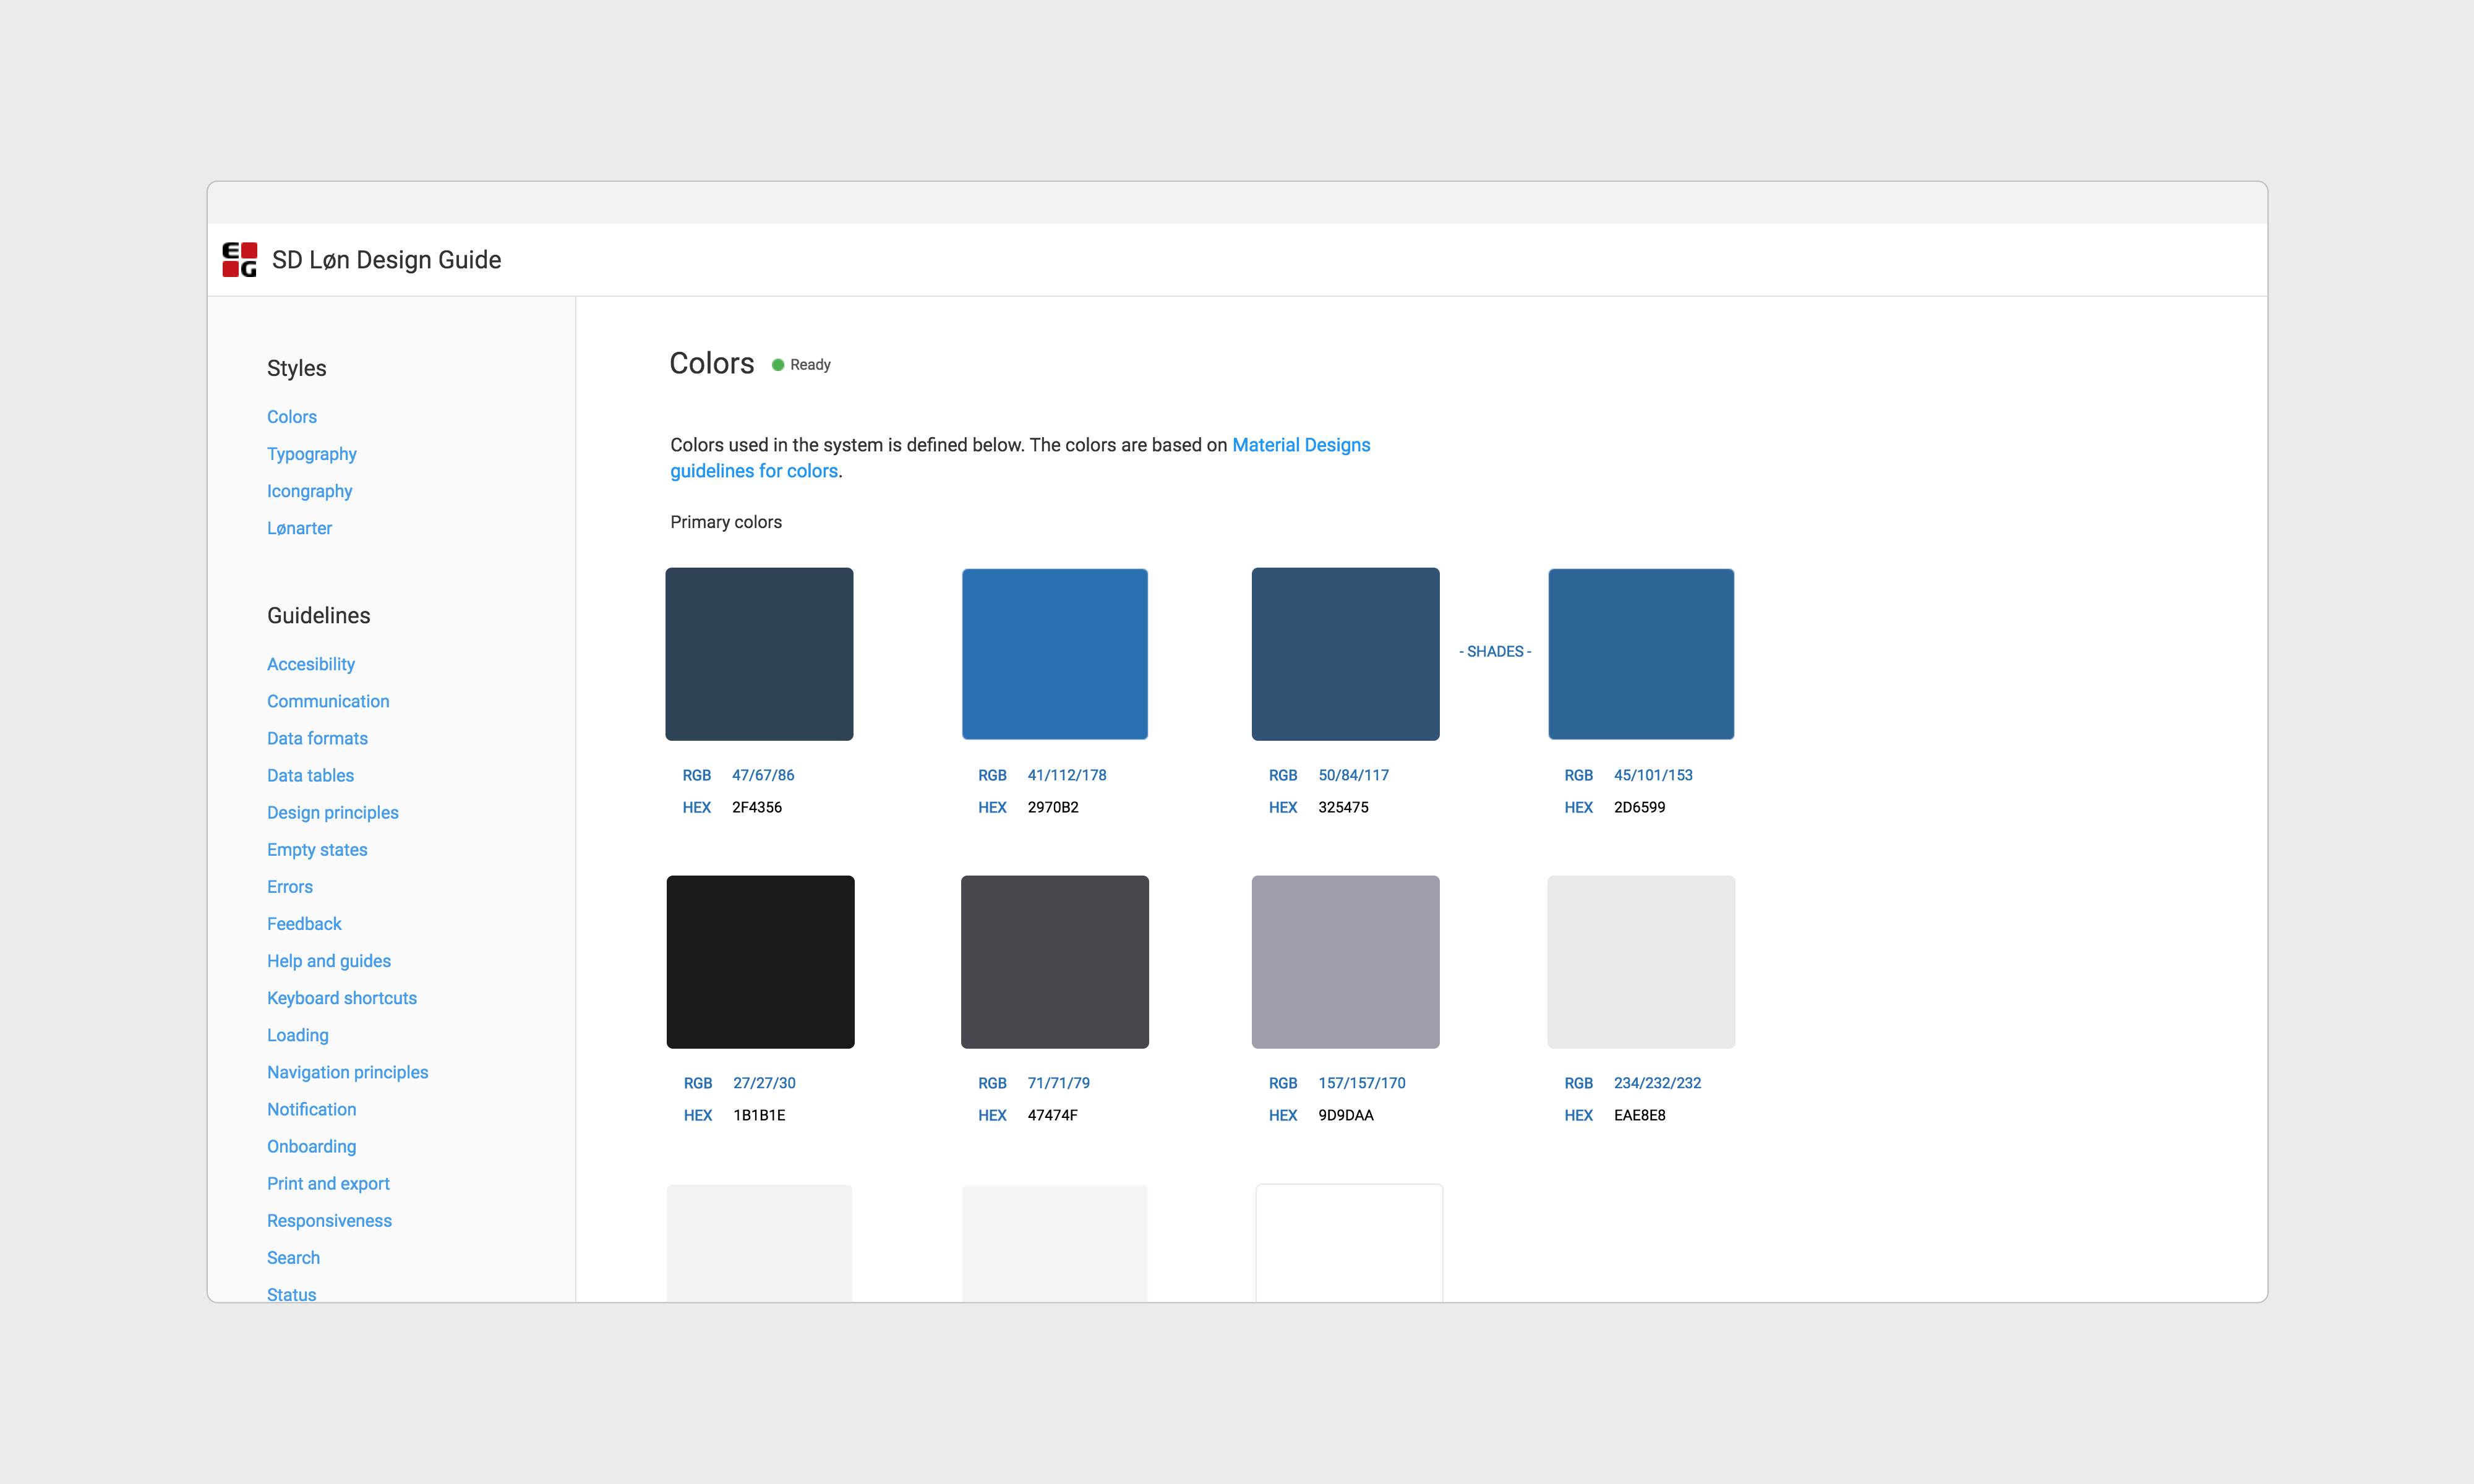 E
G
SD Løn Design Guide
Styles
Colors
Typography
Icongraphy
Lønarter
Guidelines
Accesibility
Communication
Data formats
Data tables
Design principles
Empty states
Errors
Feedback
Help and guides
Keyboard shortcuts
Loading
Navigation principles
Notification
Onboarding
Print and export
Responsiveness
Search
Status
Colors Ready
Colors used in the system is defined below. The colors are based on Material Designs
guidelines for colors.
Primary colors
- SHADES -
RGB 47/67/86 RGB 41/112/178 RGB 50/84/117 RGB 45/101/153
HEX 2F4356 HEX 2970B2 HEX 325475 HEX 2D6599
RGB 27/27/30 RGB 71/71/79 RGB 157/157/170 RGB 234/232/232
HEX 1B1B1E HEX 47474F HEX 9D9DAA HEX EAE8E8